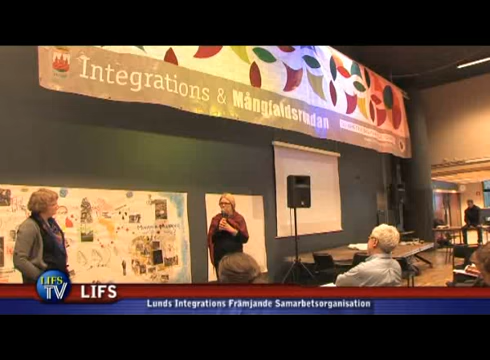 Integrations & Mångfaldsrådan
LIFS
TV
LIFS
Lunds Integrations Främjande Samarbetsorganisation